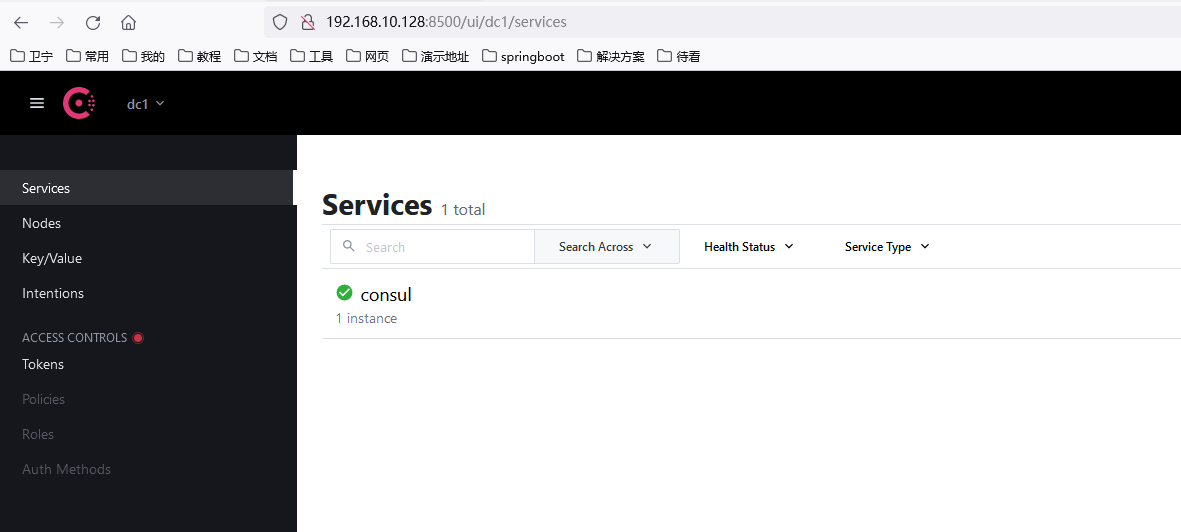 192.168.10.128:8500/ui/dc1/services
卫宁 常用 我的 教程 文档 工具 网页 演示地址 springboot 解决方案 待看
dc1
Services
Nodes
Key/Value
Intentions
ACCESS CONTROLS
Tokens
Policies
Roles
Auth Methods
Services 1 total
Search Search Across Health Status Service Type
consul
1 instance